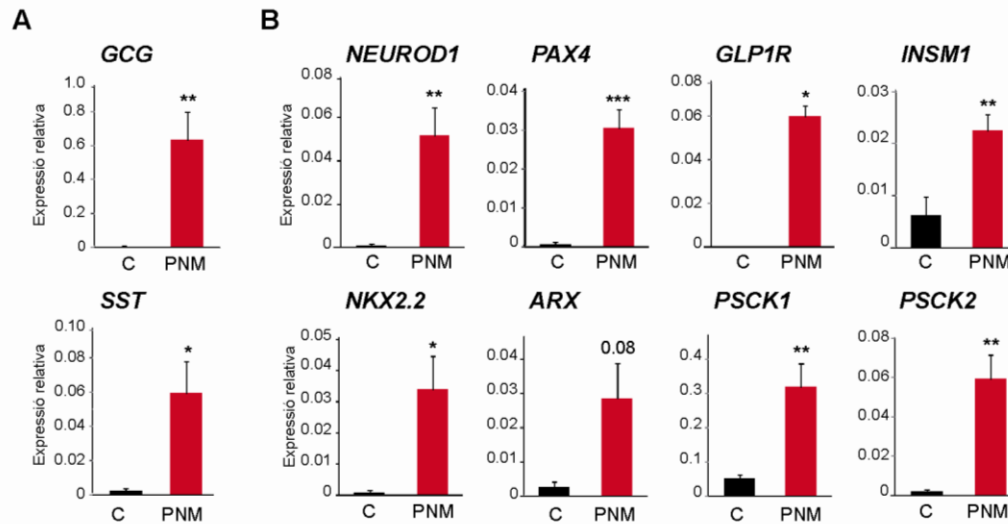 A
B
GCG
Expressió relativa
1.0
0.8
0.6
0.4
0.2
0
**
C PNM
NEUROD1
0.08
0.06
0.04
0.02
0
**
C PNM
PAX4
0.04
0.03
0.02
0.01
0
***
C PNM
GLP1R
0.08
0.06
0.04
0.02
0
*
C PNM
INSM1
0.03
0.02
0.01
0
**
C PNM
SST
Expressió relativa
0.10
0.08
0.06
0.04
0.02
0
*
C PNM
NKX2.2
Expressió relativa
0.05
0.04
0.03
0.02
0.01
0
*
C PNM
ARX
0.04
0.03
0.02
0.01
0
0.08
C PNM
PSCK1
0.4
0.3
0.2
0.1
0
**
C PNM
PSCK2
0.08
0.06
0.04
0.02
0
**
C PNM